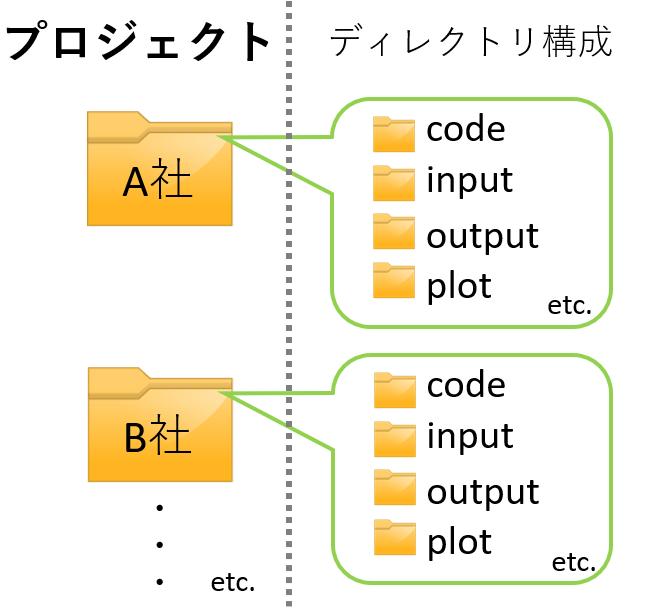 プロジェクト
ディレクトリ構成
A社
code
input
output
plot
etc.
B社
code
input
output
plot
etc.
・
・
・
etc.